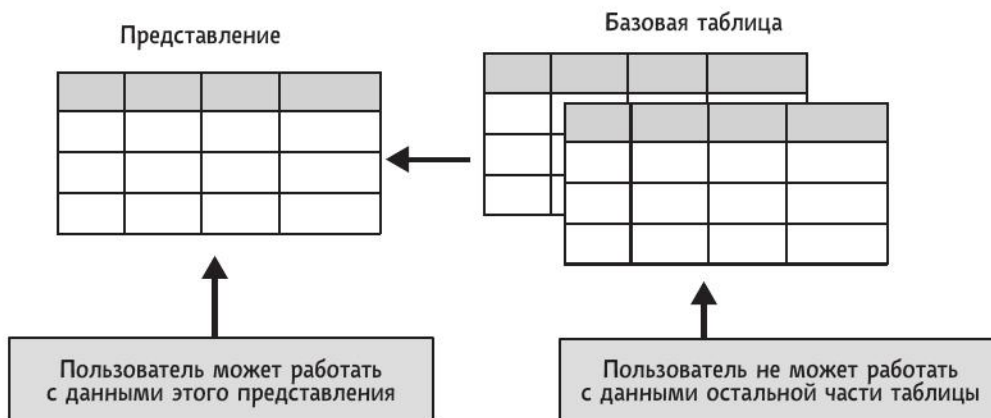 Представление
Базовая таблица
Пользователь может работать
с данными этого представления
Пользователь не может работать
с данными остальной части таблицы